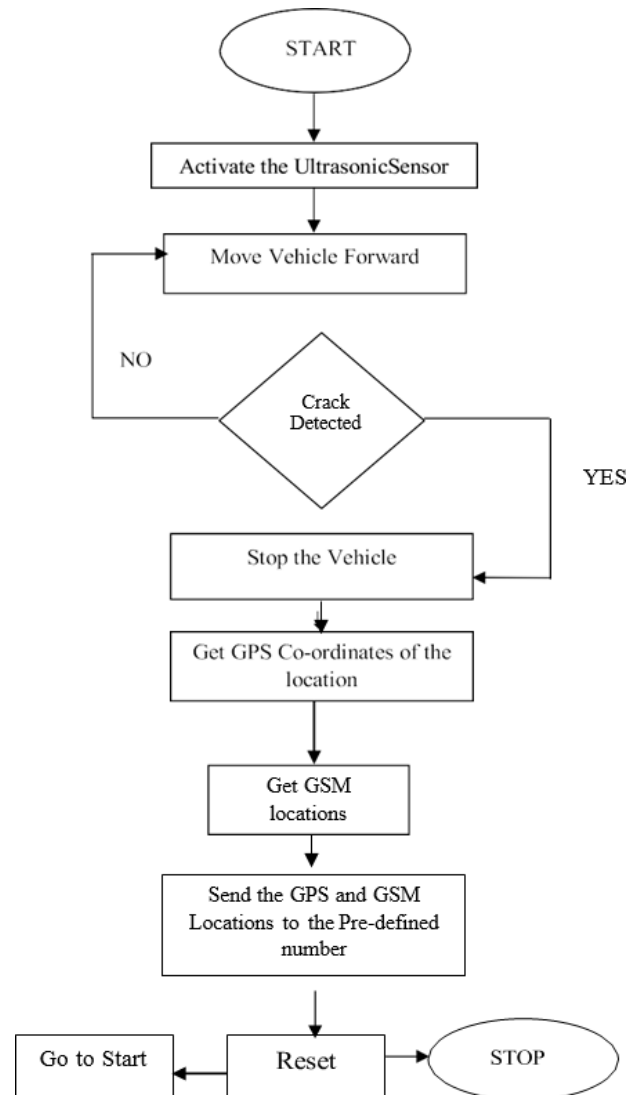 START
Activate the UltrasonicSensor
Move Vehicle Forward
NO
Crack
Detected
YES
Stop the Vehicle
Get GPS Co-ordinates of the
location
Get GSM
locations
Send the GPS and GSM
Locations to the Pre-defined
number
Go to Start
Reset
STOP